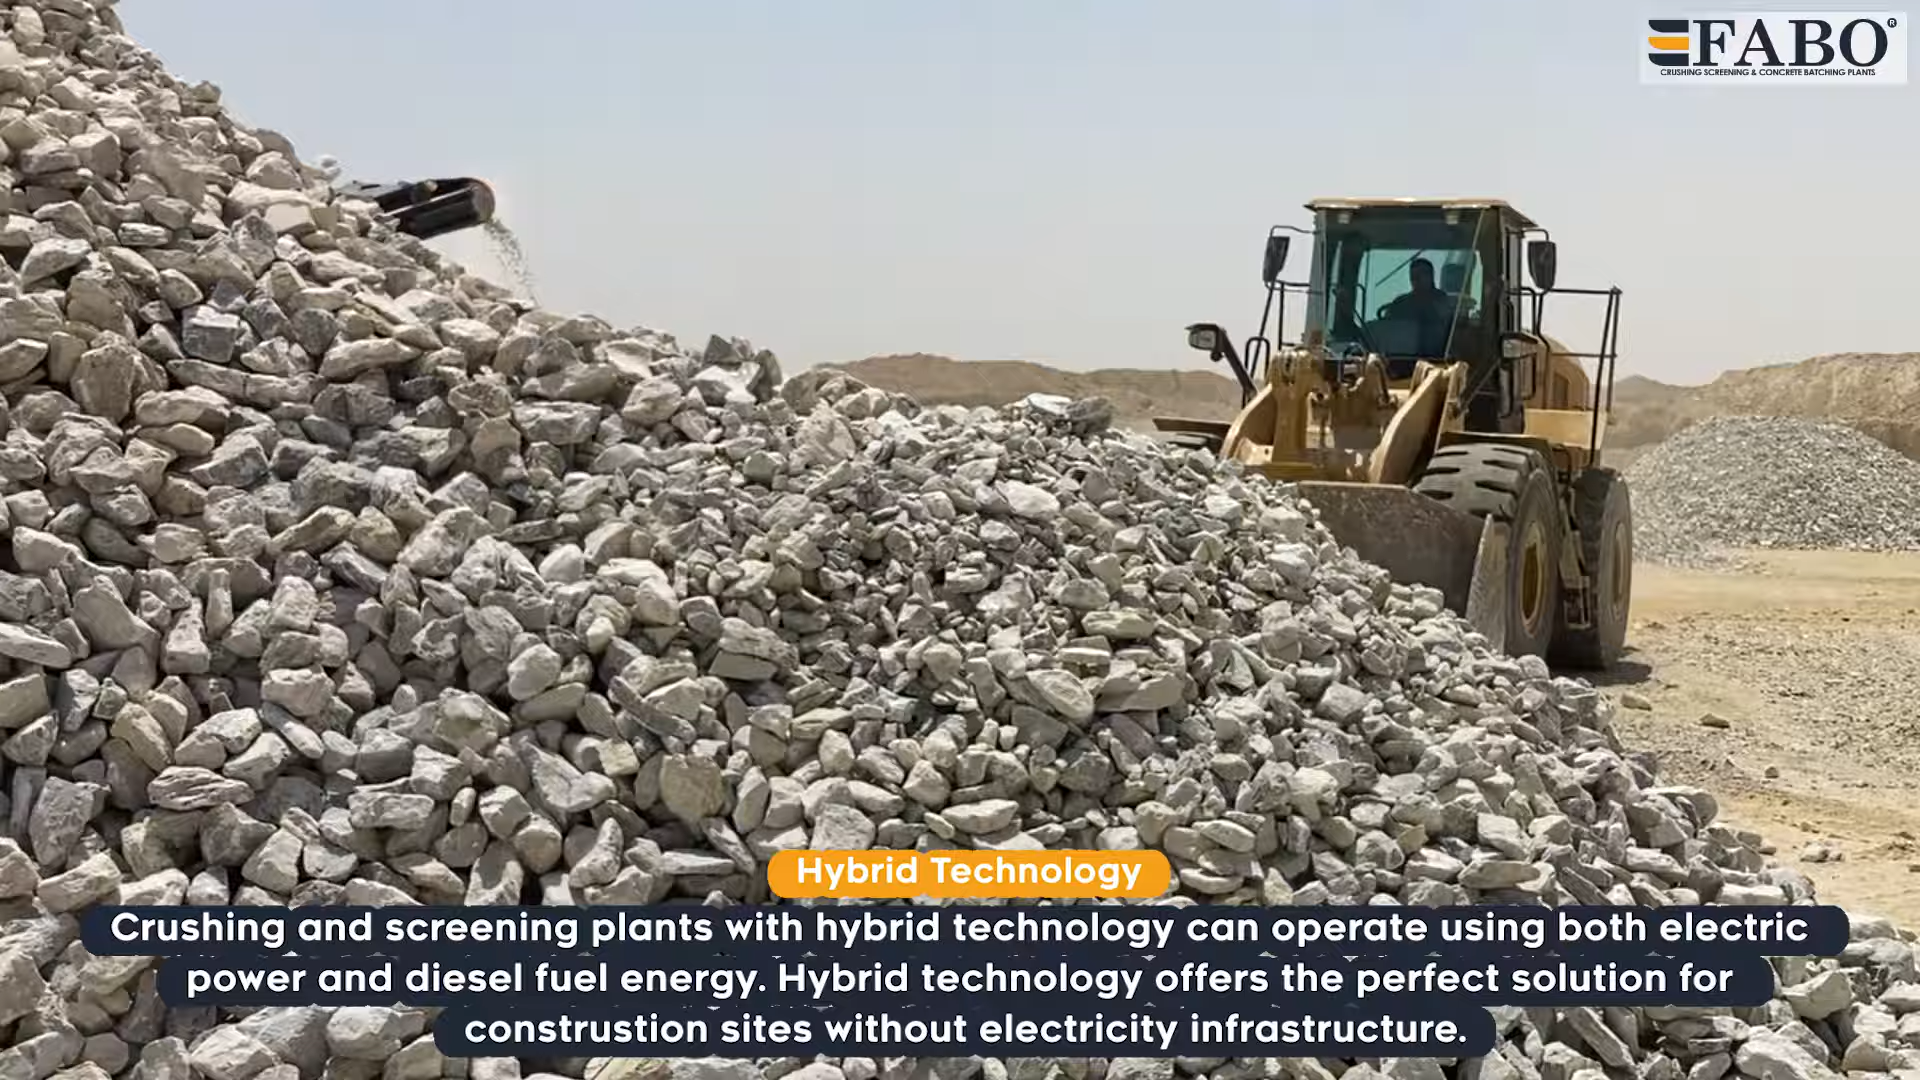 FABO®
CRUSHING SCREENING & CONCRETE BATCHING PLANTS
Hybrid Technology
Crushing and screening plants with hybrid technology can operate using both electric
power and diesel fuel energy. Hybrid technology offers the perfect solution for
construstion sites without electricity infrastructure.